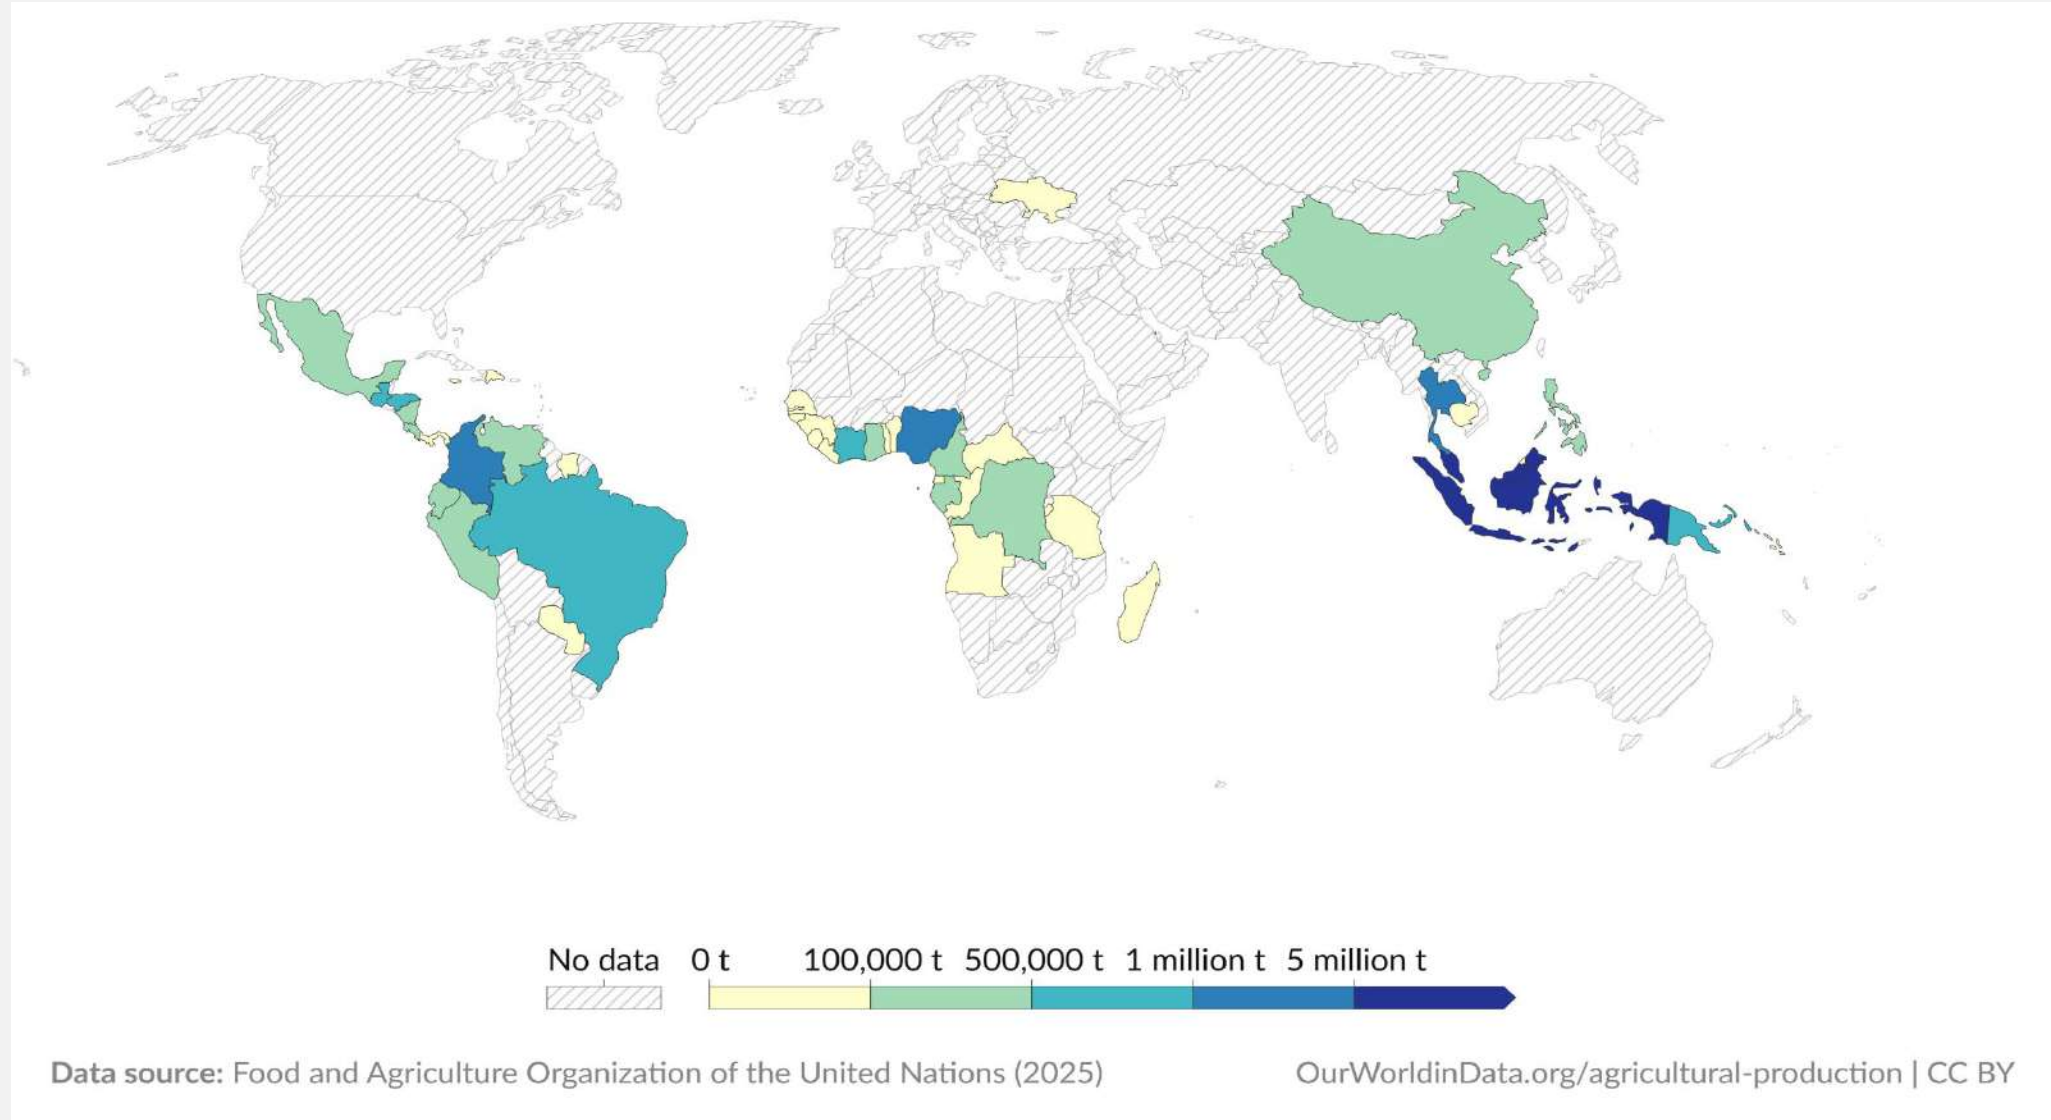 No data 0 t 100,000 t 500,000 t 1 million t 5 million t
Data source: Food and Agriculture Organization of the United Nations (2025) OurWorldinData.org/agricultural-production | CC BY